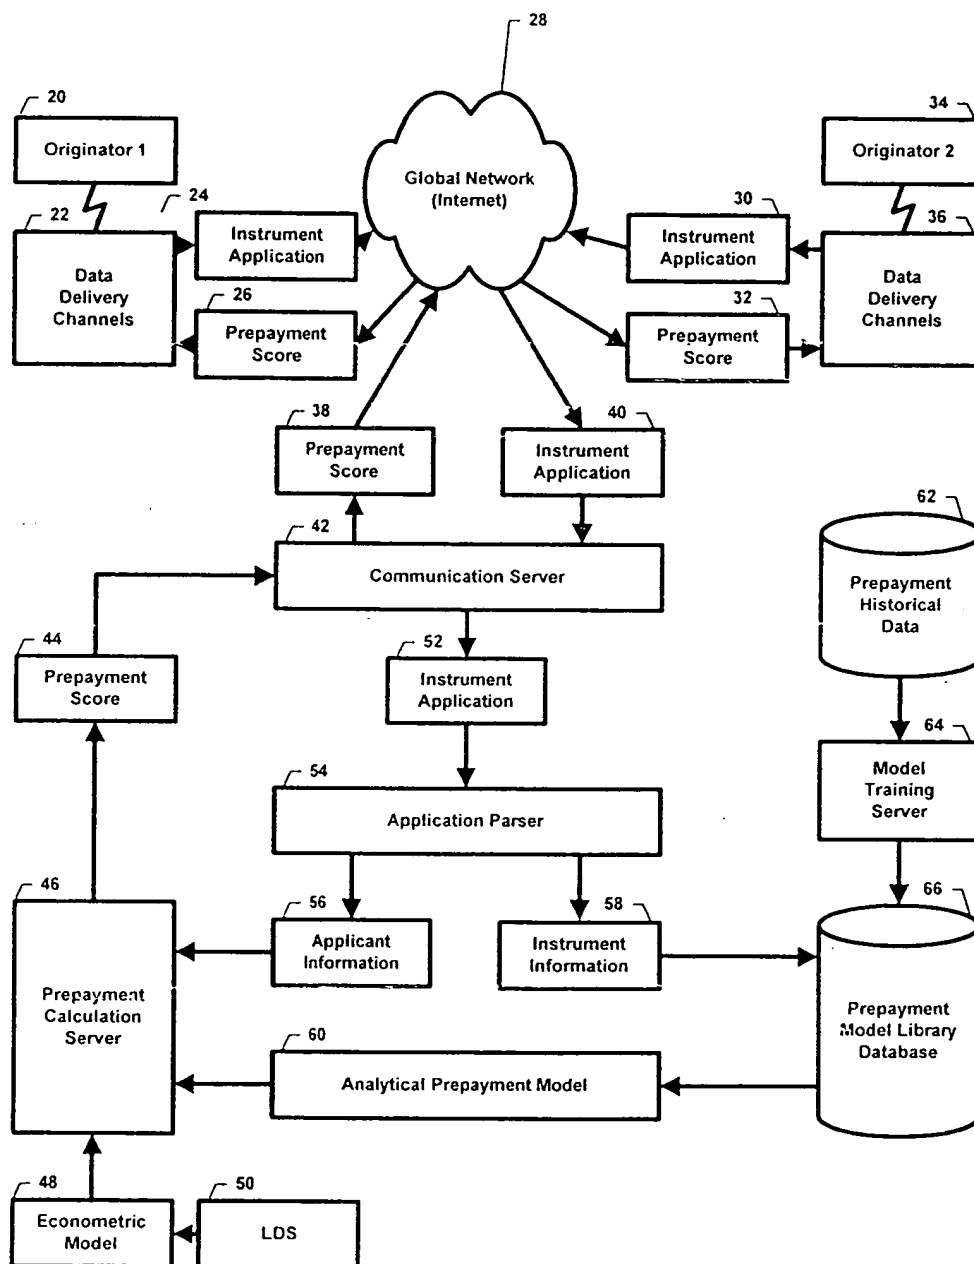 28
20
34
Originator 1
Originator 2
Global Network
(Internet)
22
24
30
36
Instrument
Application
Instrument
Application
Data
Delivery
Channels
Data
Delivery
Channels
26
32
Prepayment
Score
Prepayment
Score
38
40
Prepayment
Score
Instrument
Application
62
42
Communication Server
Prepayment
Historical
Data
44
52
Prepayment
Score
Instrument
Application
64
54
Model
Training
Server
Application Parser
46
66
56
58
Applicant
Information
Instrument
Information
Prepayment
Calculation
Server
Prepayment
Model Library
Database
60
Analytical Prepayment Model
48
50
Econometric
Model
LDS